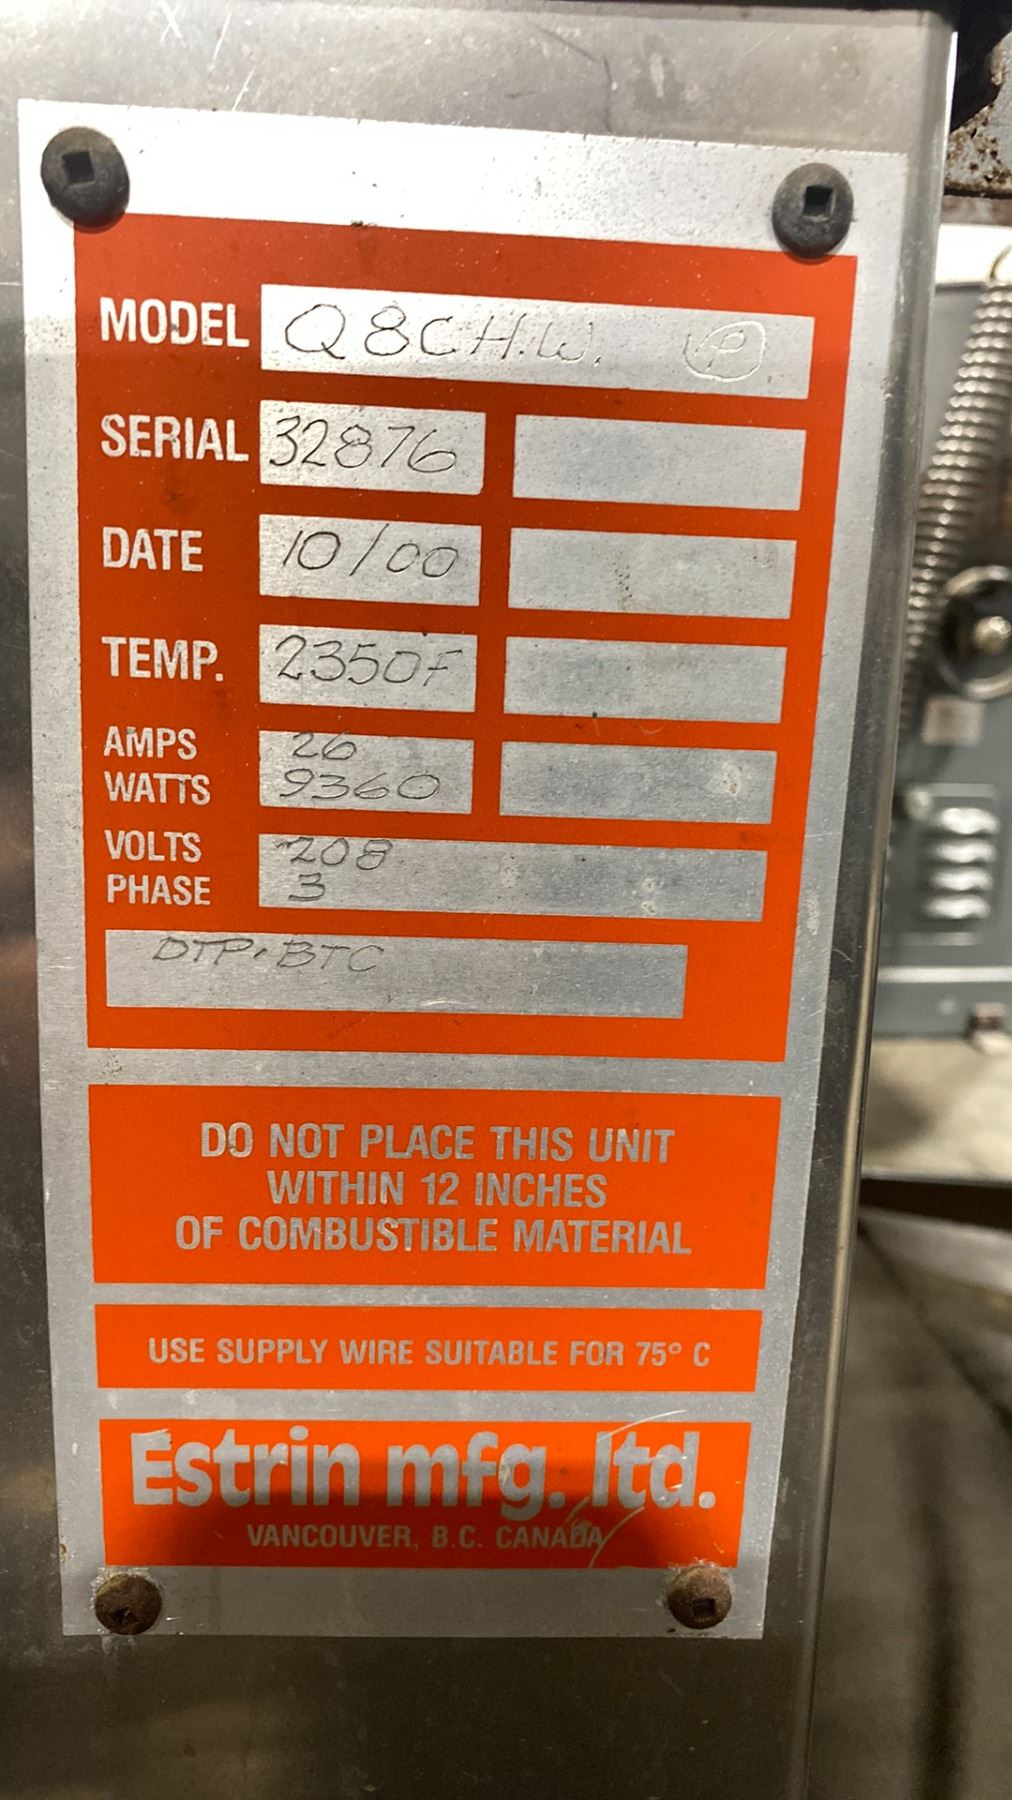 MODEL Q8CH.W. P
SERIAL 32876
DATE 10/00
TEMP. 2350F
AMPS 26
WATTS 9360
VOLTS 208
PHASE 3
DTP. BTC
DO NOT PLACE THIS UNIT
WITHIN 12 INCHES
OF COMBUSTIBLE MATERIAL
USE SUPPLY WIRE SUITABLE FOR 75° C
Estrin mfg. ltd.
VANCOUVER, B.C. CANADA